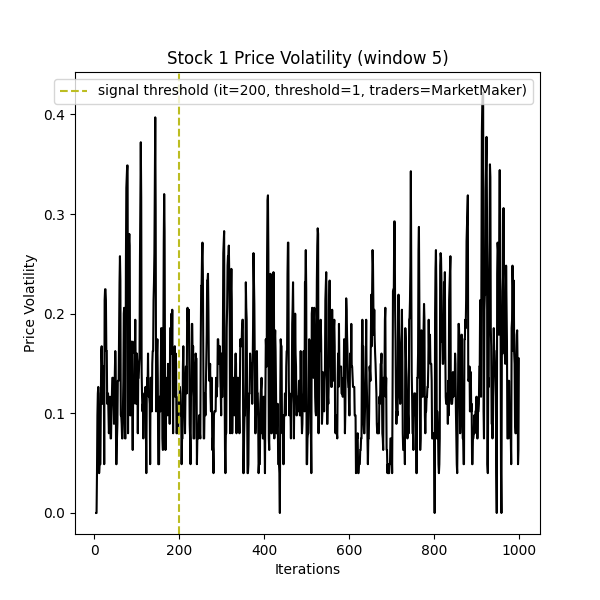 Stock 1 Price Volatility (window 5)
signal threshold (it=200, threshold=1, traders=MarketMaker)
0.4
0.3
0.2
0.1
0.0
Price Volatility
0 200 400 600 800 1000
Iterations